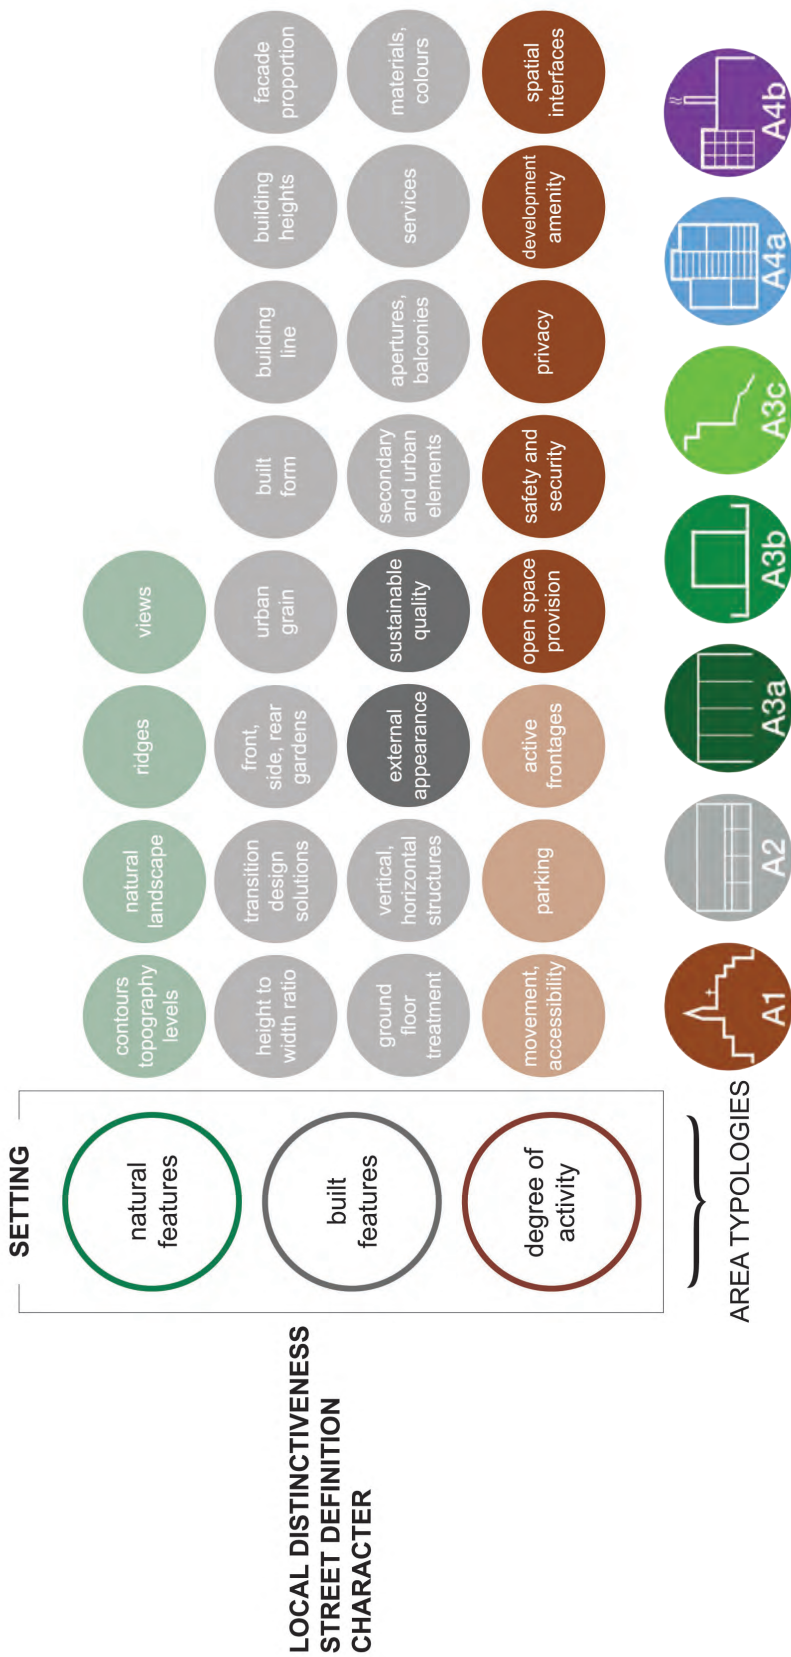 SETTING
LOCAL DISTINCTIVENESS
STREET DEFINITION
CHARACTER
natural
features
contours
topography
levels
natural
landscape
ridges
views
built
features
height to
width ratio
transition
design
solutions
front,
side, rear
gardens
urban
grain
built
form
building
line
building
heights
facade
proportion
ground
floor
treatment
vertical,
horizontal
structures
external
appearance
sustainable
quality
secondary
and urban
elements
apertures,
balconies
services
materials,
colours
degree of
activity
movement,
accessibility
parking
active
frontages
open space
provision
safety and
security
privacy
development
amenity
spatial
interfaces
AREA TYPOLOGIES
A1
A2
A3a
A3b
A3c
A4a
A4b